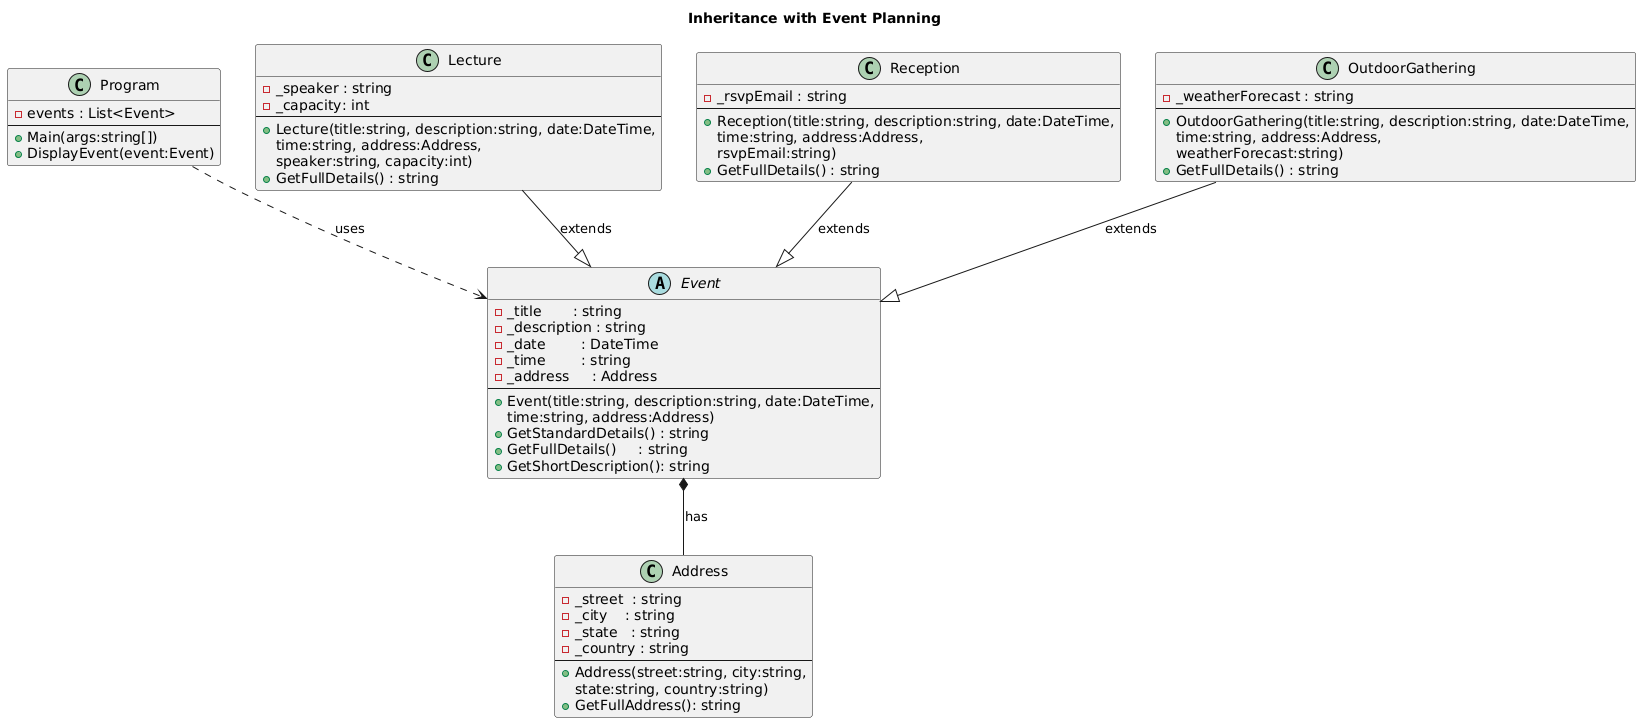 Inheritance with Event Planning
C Program
events : List<Event>
Main(args:string[])
DisplayEvent(event:Event)
C Lecture
_speaker : string
_capacity: int
Lecture(title:string, description:string, date:DateTime,
time:string, address:Address,
speaker:string, capacity:int)
GetFullDetails() : string
C Reception
_rsvpEmail : string
Reception(title:string, description:string, date:DateTime,
time:string, address:Address,
rsvpEmail:string)
GetFullDetails() : string
C OutdoorGathering
_weatherForecast : string
OutdoorGathering(title:string, description:string, date:DateTime,
time:string, address:Address,
weatherForecast:string)
GetFullDetails() : string
uses
extends
extends
extends
A Event
_title : string
_description : string
_date : DateTime
_time : string
_address : Address
Event(title:string, description:string, date:DateTime,
time:string, address:Address)
GetStandardDetails() : string
GetFullDetails() : string
GetShortDescription(): string
has
C Address
_street : string
_city : string
_state : string
_country : string
Address(street:string, city:string,
state:string, country:string)
GetFullAddress(): string